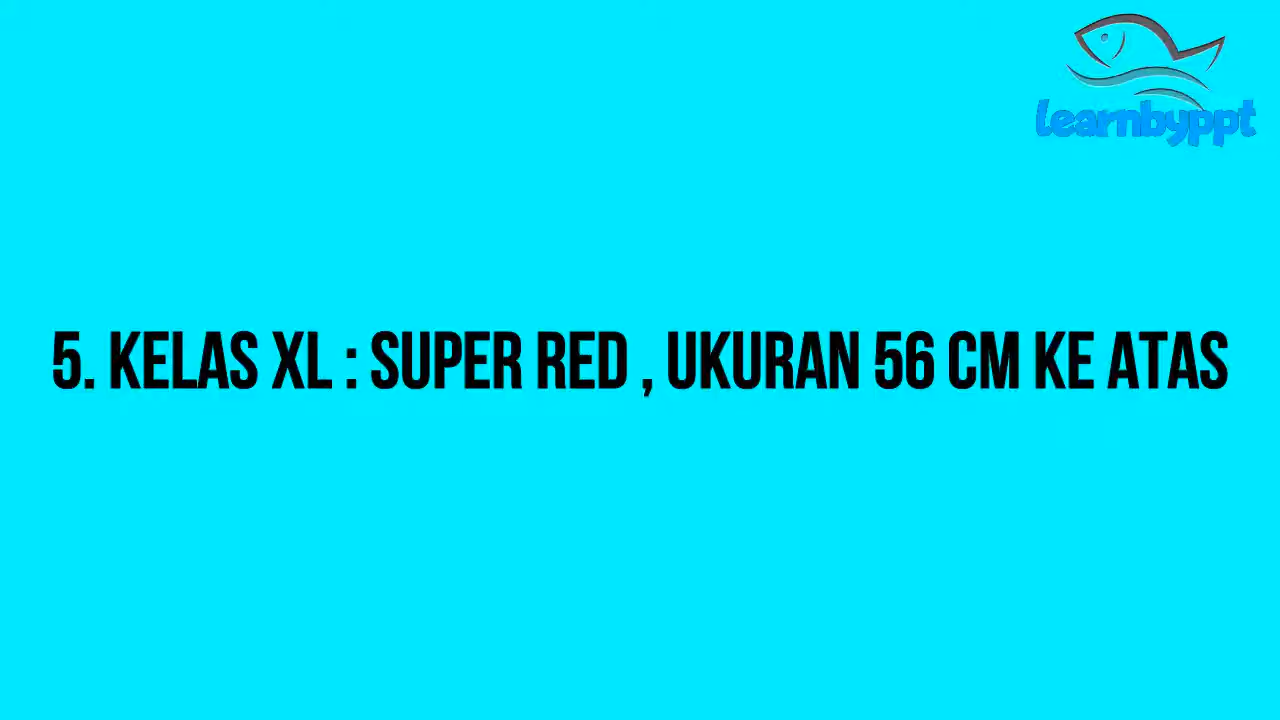 learnbyppt
5. KELAS XL : SUPER RED , UKURAN 56 CM KE ATAS